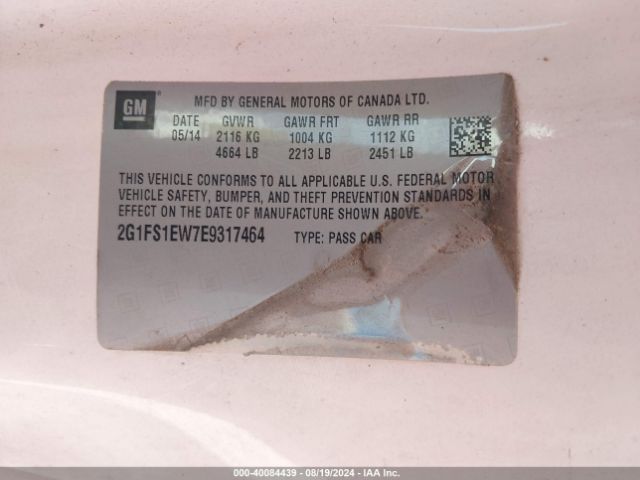 GM
MFD BY GENERAL MOTORS OF CANADA LTD.
DATE GVWR GAWR FRT GAWR RR
05/14 2116 KG 1004 KG 1112 KG
4664 LB 2213 LB 2451 LB
THIS VEHICLE CONFORMS TO ALL APPLICABLE U.S. FEDERAL MOTOR
VEHICLE SAFETY, BUMPER, AND THEFT PREVENTION STANDARDS IN
EFFECT ON THE DATE OF MANUFACTURE SHOWN ABOVE.
2G1FS1EW7E9317464 TYPE: PASS CAR
000-40084439 - 08/19/2024 - IAA Inc.